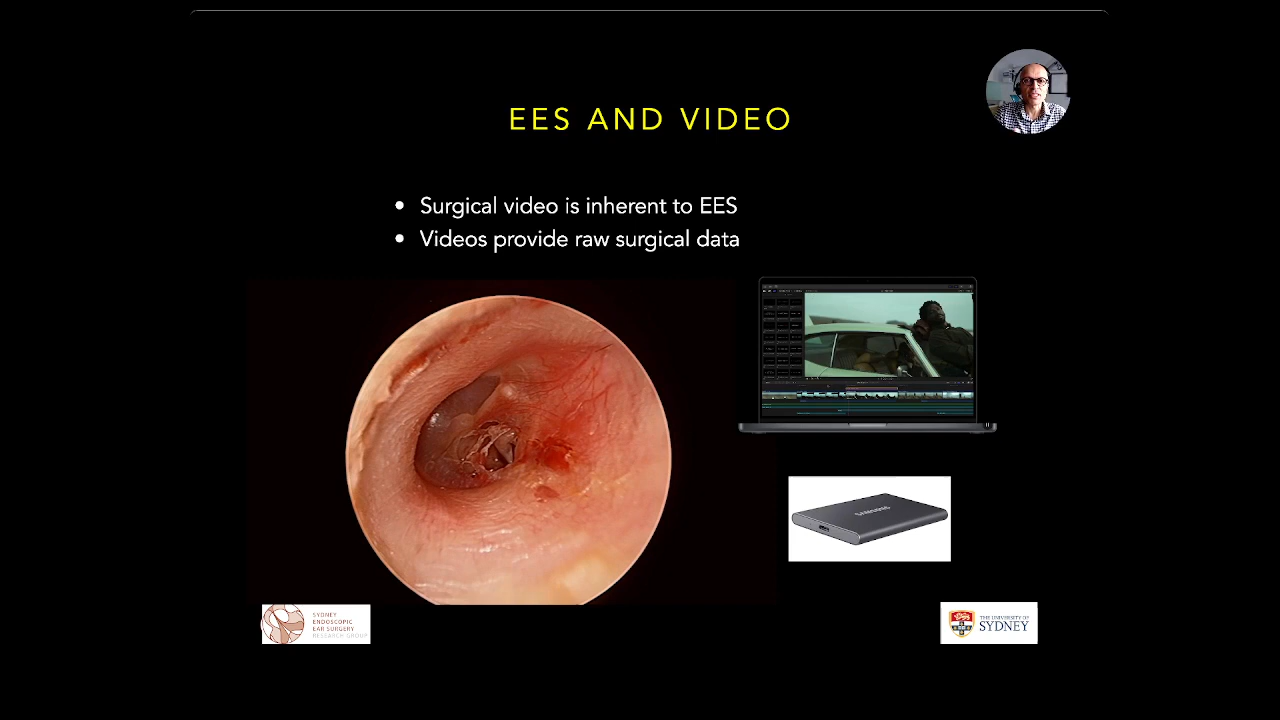 EES AND VIDEO
• Surgical video is inherent to EES
• Videos provide raw surgical data
SAMSUNG
SYDNEY
ENDOSCOPIC
EAR SURGERY
RESEARCH GROUP
THE UNIVERSITY OF
SYDNEY